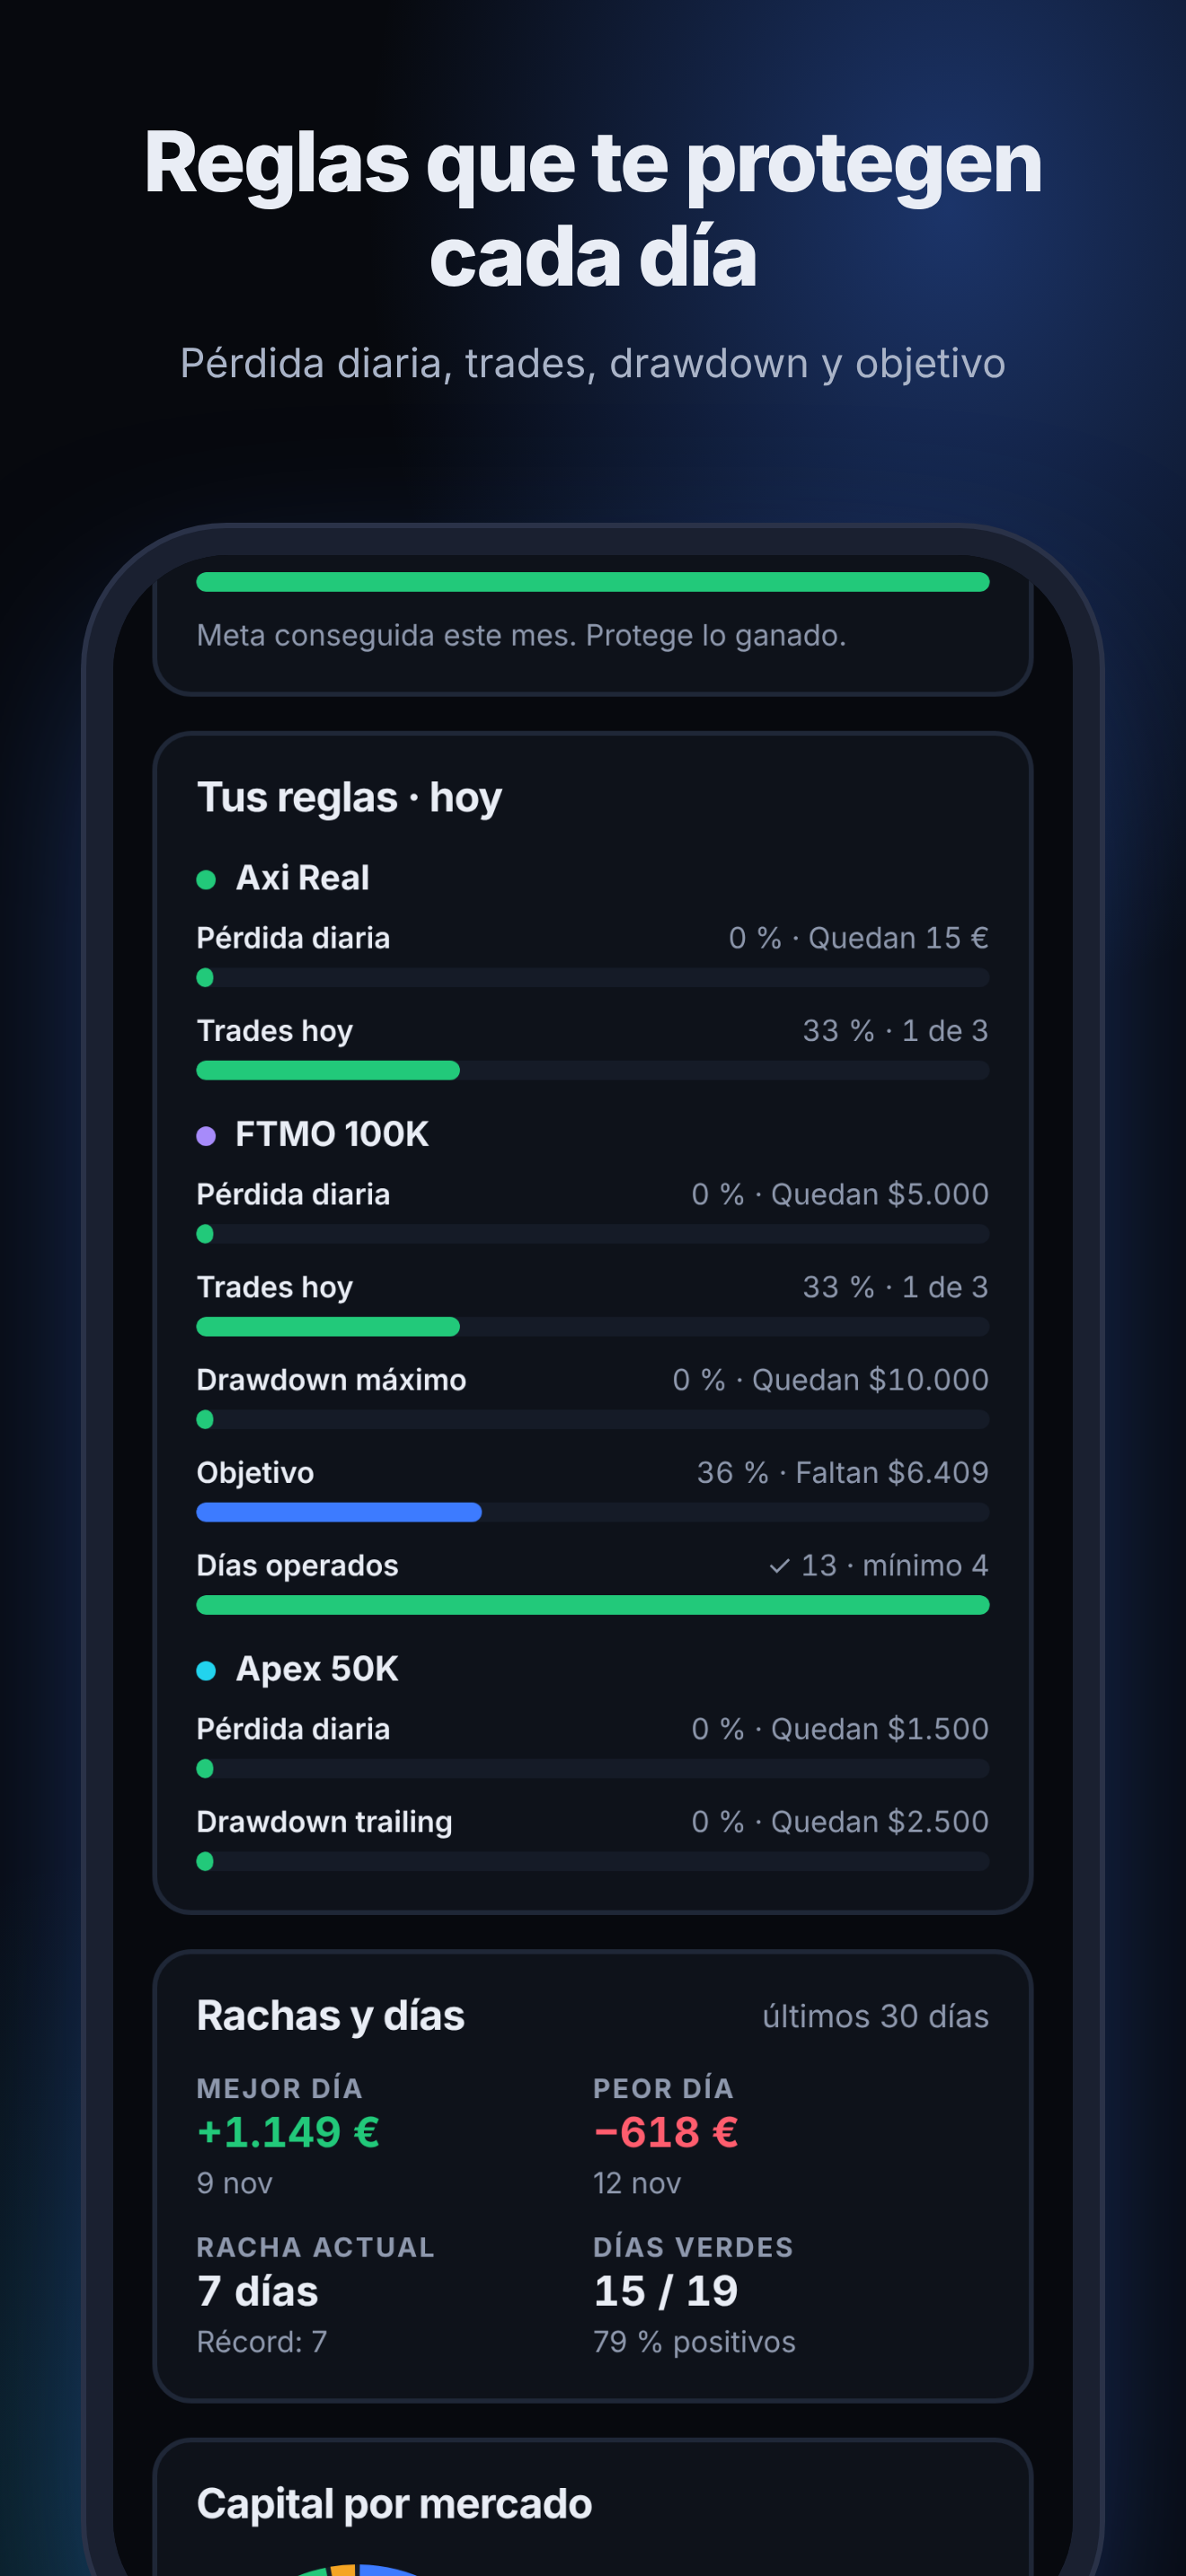 Reglas que te protegen
cada día
Pérdida diaria, trades, drawdown y objetivo
Meta conseguida este mes. Protege lo ganado.
Tus reglas · hoy
Axi Real
Pérdida diaria 0 % · Quedan 15 €
Trades hoy 33 % · 1 de 3
FTMO 100K
Pérdida diaria 0 % · Quedan $5.000
Trades hoy 33 % · 1 de 3
Drawdown máximo 0 % · Quedan $10.000
Objetivo 36 % · Faltan $6.409
Días operados ✓ 13 · mínimo 4
Apex 50K
Pérdida diaria 0 % · Quedan $1.500
Drawdown trailing 0 % · Quedan $2.500
Rachas y días últimos 30 días
MEJOR DÍA PEOR DÍA
+1.149 € −618 €
9 nov 12 nov
RACHA ACTUAL DÍAS VERDES
7 días 15 / 19
Récord: 7 79 % positivos
Capital por mercado